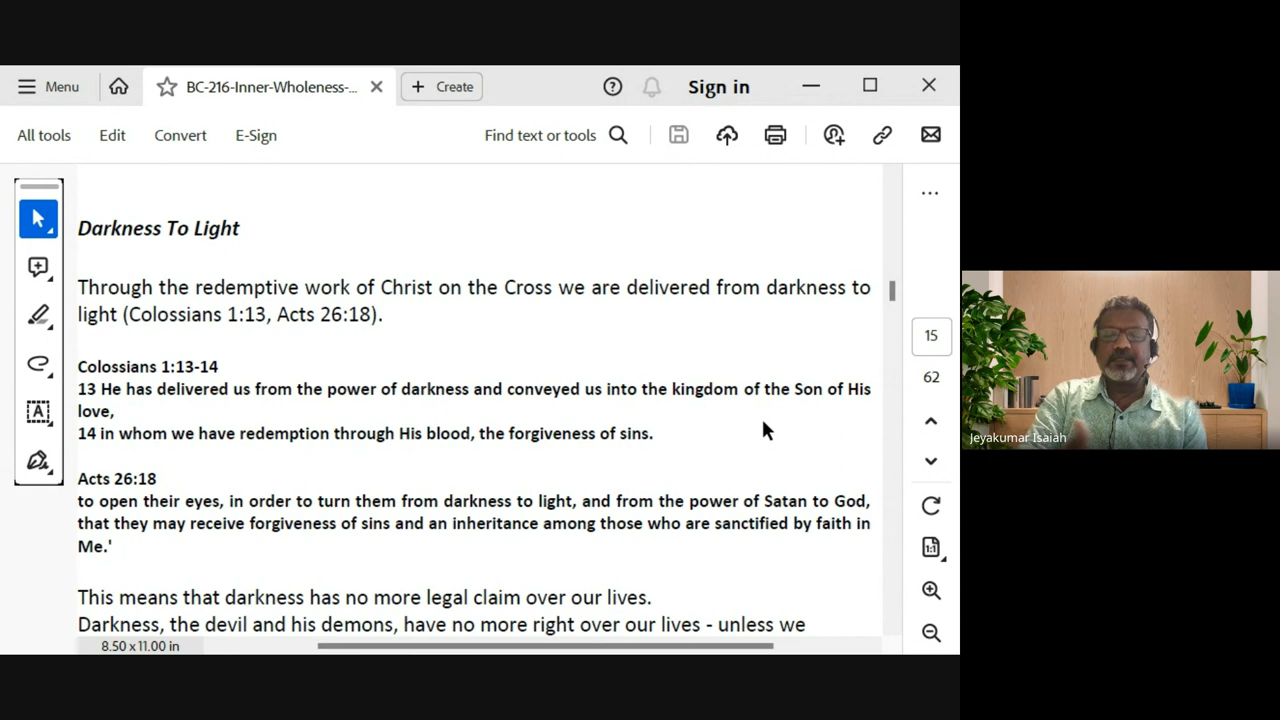 Menu
BC-216-Inner-Wholeness-...
Create
Sign in
All tools
Edit
Convert
E-Sign
Find text or tools
Darkness To Light
Through the redemptive work of Christ on the Cross we are delivered from darkness to
light (Colossians 1:13, Acts 26:18).
Colossians 1:13-14
13 He has delivered us from the power of darkness and conveyed us into the kingdom of the Son of His
love,
14 in whom we have redemption through His blood, the forgiveness of sins.
Acts 26:18
to open their eyes, in order to turn them from darkness to light, and from the power of Satan to God,
that they may receive forgiveness of sins and an inheritance among those who are sanctified by faith in
Me.'
This means that darkness has no more legal claim over our lives.
Darkness, the devil and his demons, have no more right over our lives - unless we
8.50 x 11.00 in
15
62
1:1
Jeyakumar Isaiah